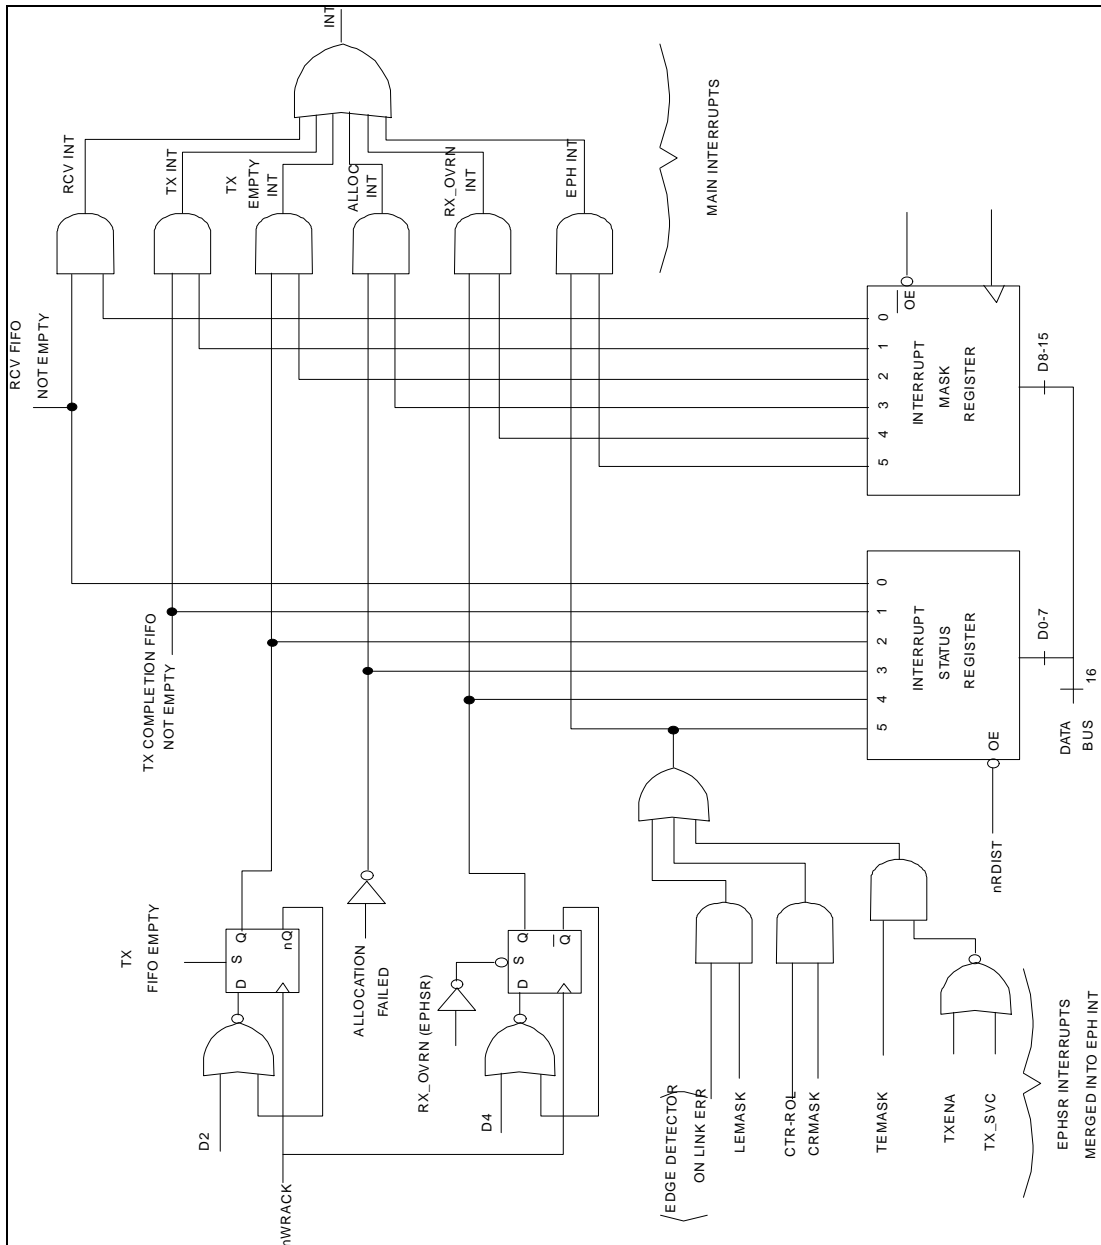 INT
RCV INT
TX INT
TX
EMPTY
INT
ALLOC
INT
RX_OVRN
INT
EPH INT
MAIN INTERRUPTS
RCV FIFO
NOT EMPTY
0
1
2
3
4
5
OE
INTERRUPT
MASK
REGISTER
D8-15
TX COMPLETION FIFO
NOT EMPTY
0
1
2
3
4
5
INTERRUPT
STATUS
REGISTER
OE
D0-7
16
DATA
BUS
nRDIST
TX
FIFO EMPTY
S
Q
nQ
D
D2
nWRACK
ALLOCATION
FAILED
RX_OVRN (EPHSR)
S
Q
Q
D
D4
EDGE DETECTOR
ON LINK ERR
LEMASK
CTR-ROL
CRMASK
TEMASK
TXENA
TX_SVC
EPHSR INTERRUPTS
MERGED INTO EPH INT